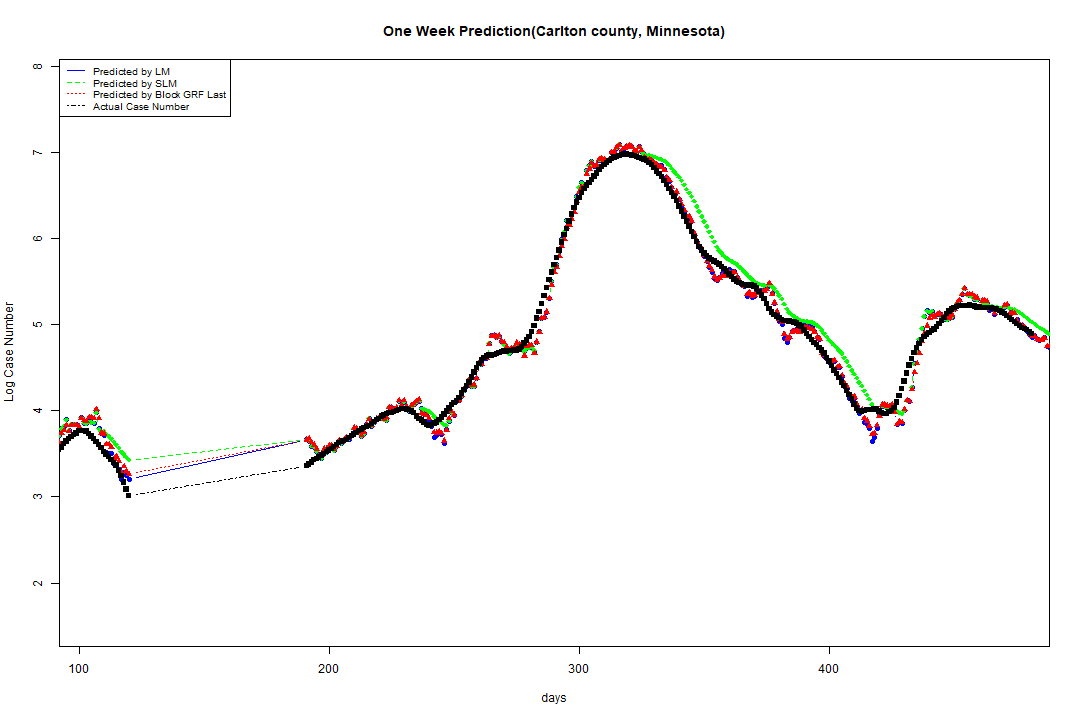 One Week Prediction(Carlton county, Minnesota)
Predicted by LM
Predicted by SLM
Predicted by Block GRF Last
Actual Case Number
8
7
6
5
4
3
2
Log Case Number
100 200 300 400
days